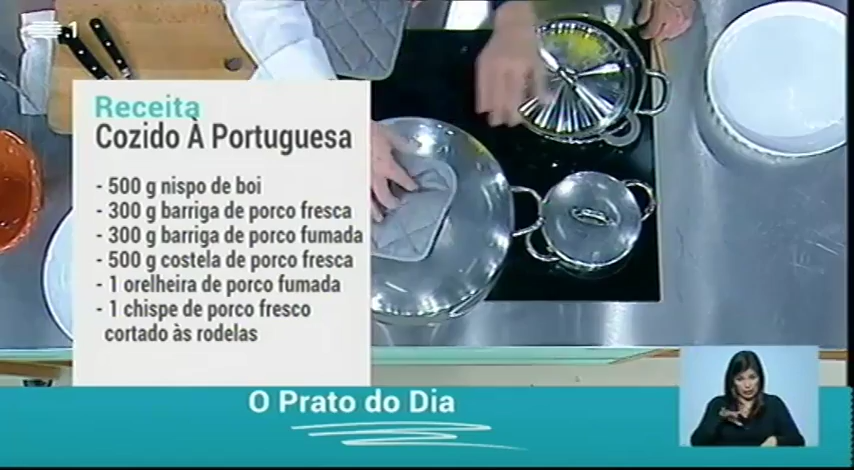 1
Receita
Cozido À Portuguesa
- 500 g nispo de boi
- 300 g barriga de porco fresca
- 300 g barriga de porco fumada
- 500 g costela de porco fresca
- 1 orelheira de porco fumada
- 1 chispe de porco fresco
cortado às rodelas
O Prato do Dia